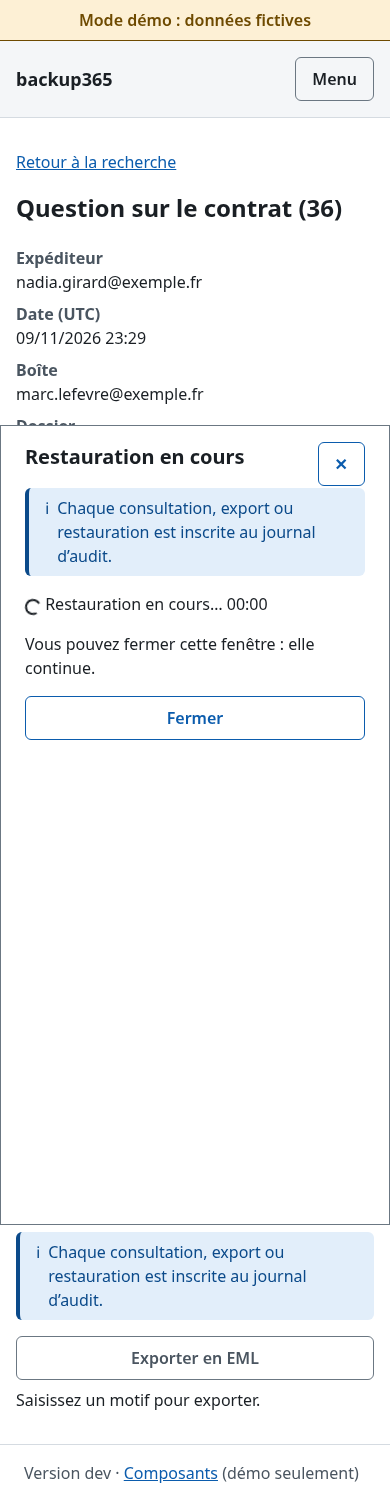 Mode démo : données fictives
backup365
Menu
Retour à la recherche
Question sur le contrat (36)
Expéditeur
nadia.girard@exemple.fr
Date (UTC)
09/11/2026 23:29
Boîte
marc.lefevre@exemple.fr
Dossier
Restauration en cours
×
i Chaque consultation, export ou
restauration est inscrite au journal
d’audit.
Restauration en cours… 00:00
Vous pouvez fermer cette fenêtre : elle
continue.
Fermer
i Chaque consultation, export ou
restauration est inscrite au journal
d’audit.
Exporter en EML
Saisissez un motif pour exporter.
Version dev · Composants (démo seulement)